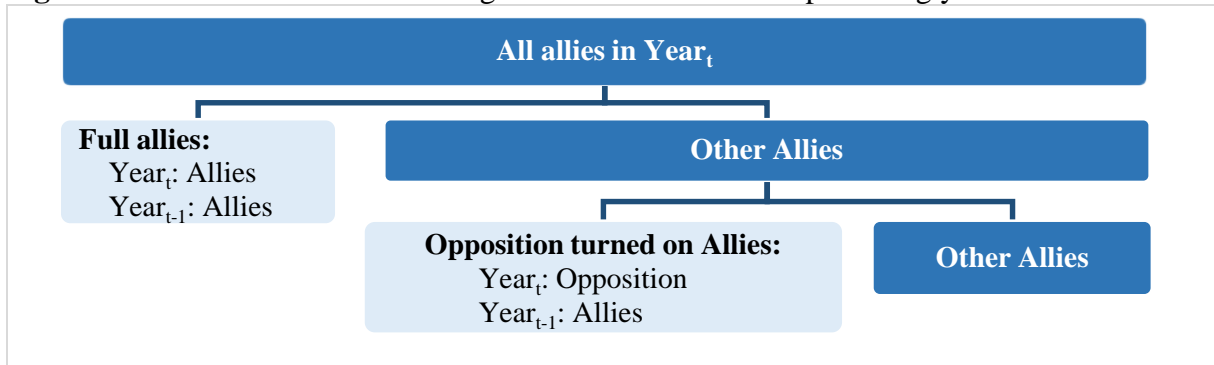 All allies in Yearₜ
Full allies:
Yearₜ: Allies
Yearₜ₋₁: Allies
Other Allies
Opposition turned on Allies:
Yearₜ: Opposition
Yearₜ₋₁: Allies
Other Allies